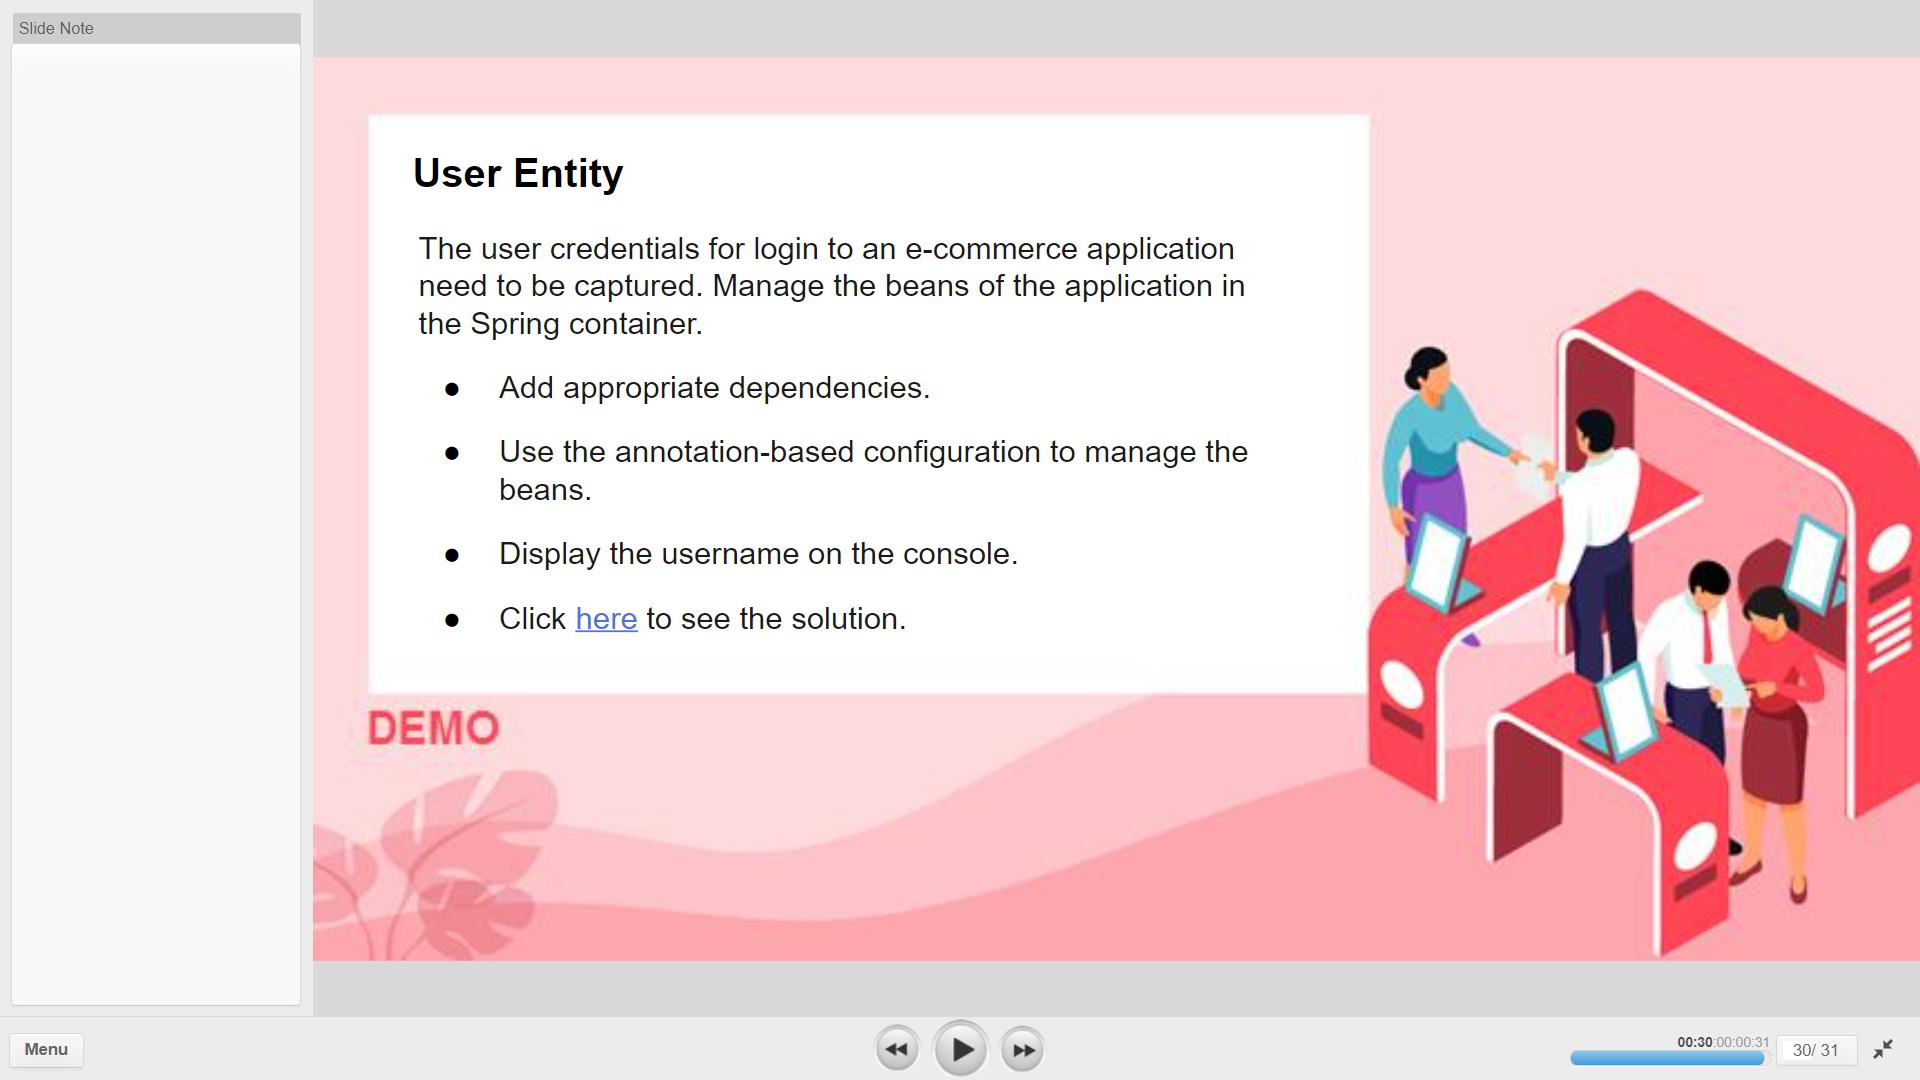 Slide Note
User Entity
The user credentials for login to an e-commerce application
need to be captured. Manage the beans of the application in
the Spring container.
● Add appropriate dependencies.
● Use the annotation-based configuration to manage the
beans.
● Display the username on the console.
● Click here to see the solution.
DEMO
Menu
00:30:00:00:31
30/ 31